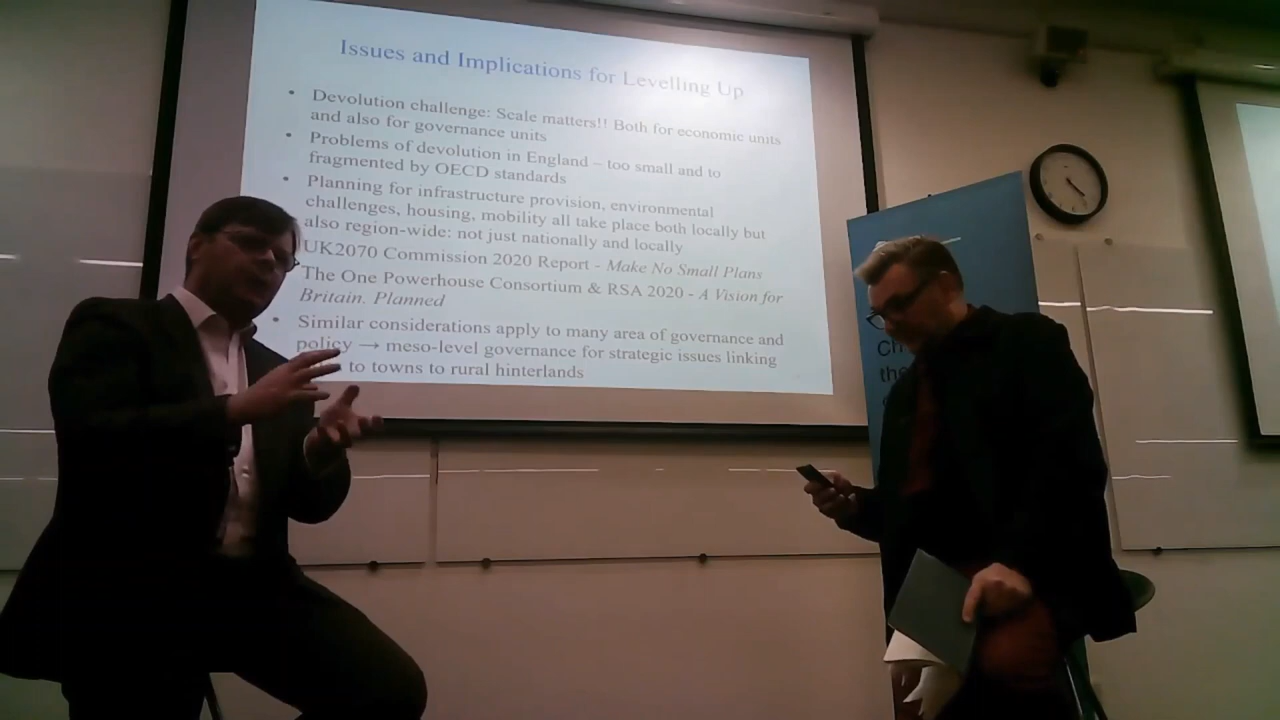 Issues and Implications for Levelling Up
• Devolution challenge: Scale matters!! Both for economic units
and also for governance units
• Problems of devolution in England – too small and to
fragmented by OECD standards
• Planning for infrastructure provision, environmental
challenges, housing, mobility all take place both locally but
also region-wide: not just nationally and locally
UK2070 Commission 2020 Report - Make No Small Plans
The One Powerhouse Consortium & RSA 2020 - A Vision for
Britain. Planned
• Similar considerations apply to many area of governance and
policy → meso-level governance for strategic issues linking
to towns to rural hinterlands